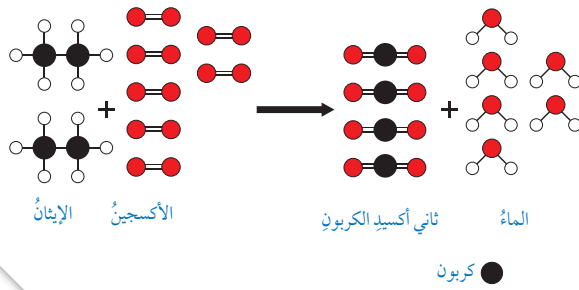 الإيثانُ
الأكسجينُ
ثاني أكسيدِ الكربونِ
الماءُ
كربون